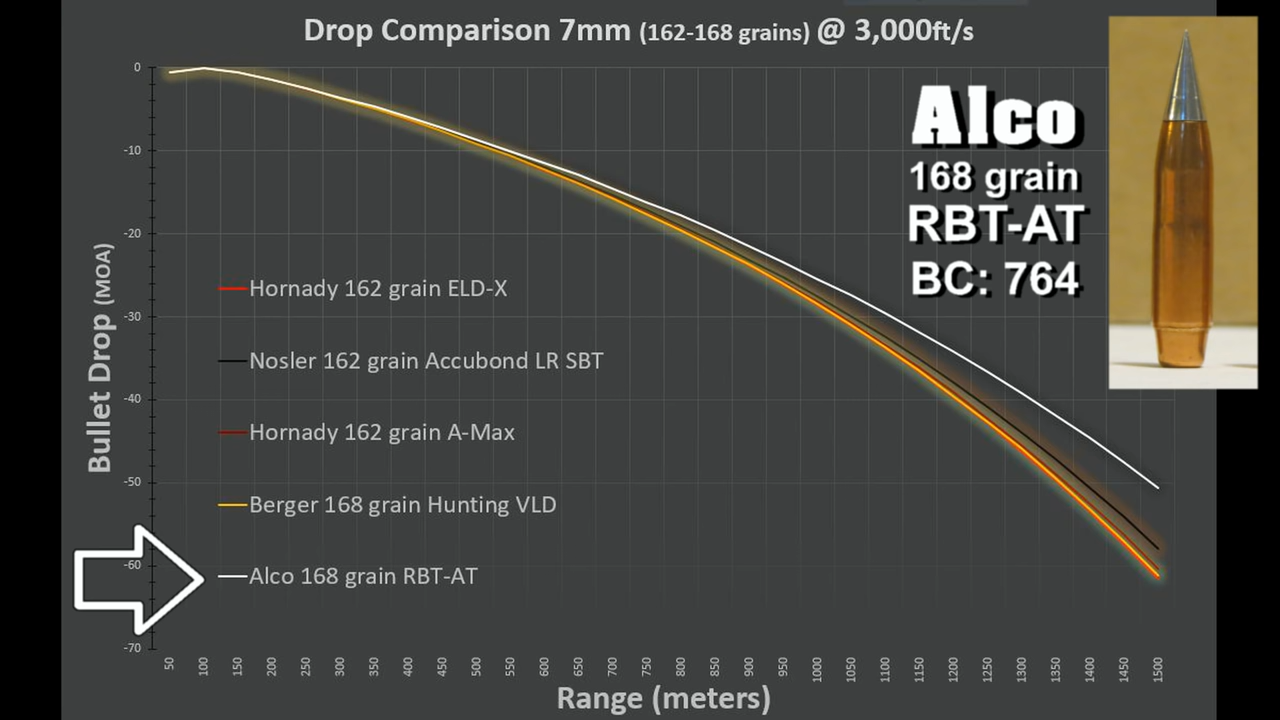 Drop Comparison 7mm (162-168 grains) @ 3,000ft/s
Alco
168 grain
RBT-AT
BC: 764
Bullet Drop (MOA)
0
-10
-20
-30
-40
-50
-60
-70
Hornady 162 grain ELD-X
Nosler 162 grain Accubond LR SBT
Hornady 162 grain A-Max
Berger 168 grain Hunting VLD
Alco 168 grain RBT-AT
50 100 150 200 250 300 350 400 450 500 550 600 650 700 750 800 850 900 950 1000 1050 1100 1150 1200 1250 1300 1350 1400 1450 1500
Range (meters)